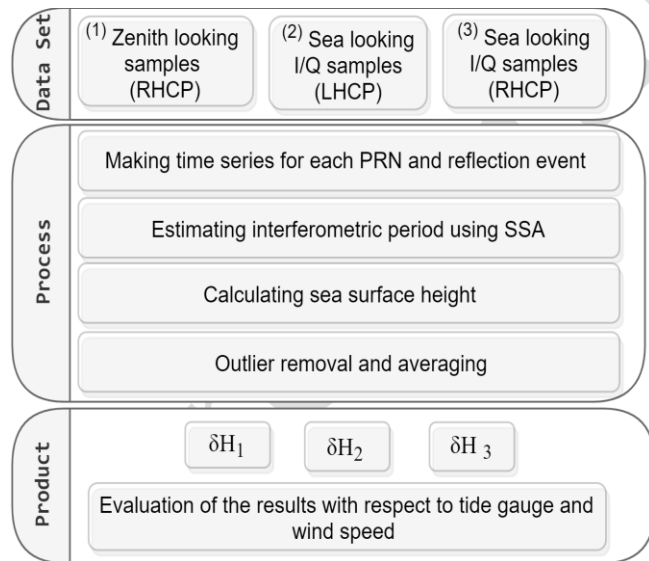 Data Set
(1) Zenith looking
samples
(RHCP)
(2) Sea looking
I/Q samples
(LHCP)
(3) Sea looking
I/Q samples
(RHCP)
Process
Making time series for each PRN and reflection event
Estimating interferometric period using SSA
Calculating sea surface height
Outlier removal and averaging
Product
δH1
δH2
δH 3
Evaluation of the results with respect to tide gauge and
wind speed